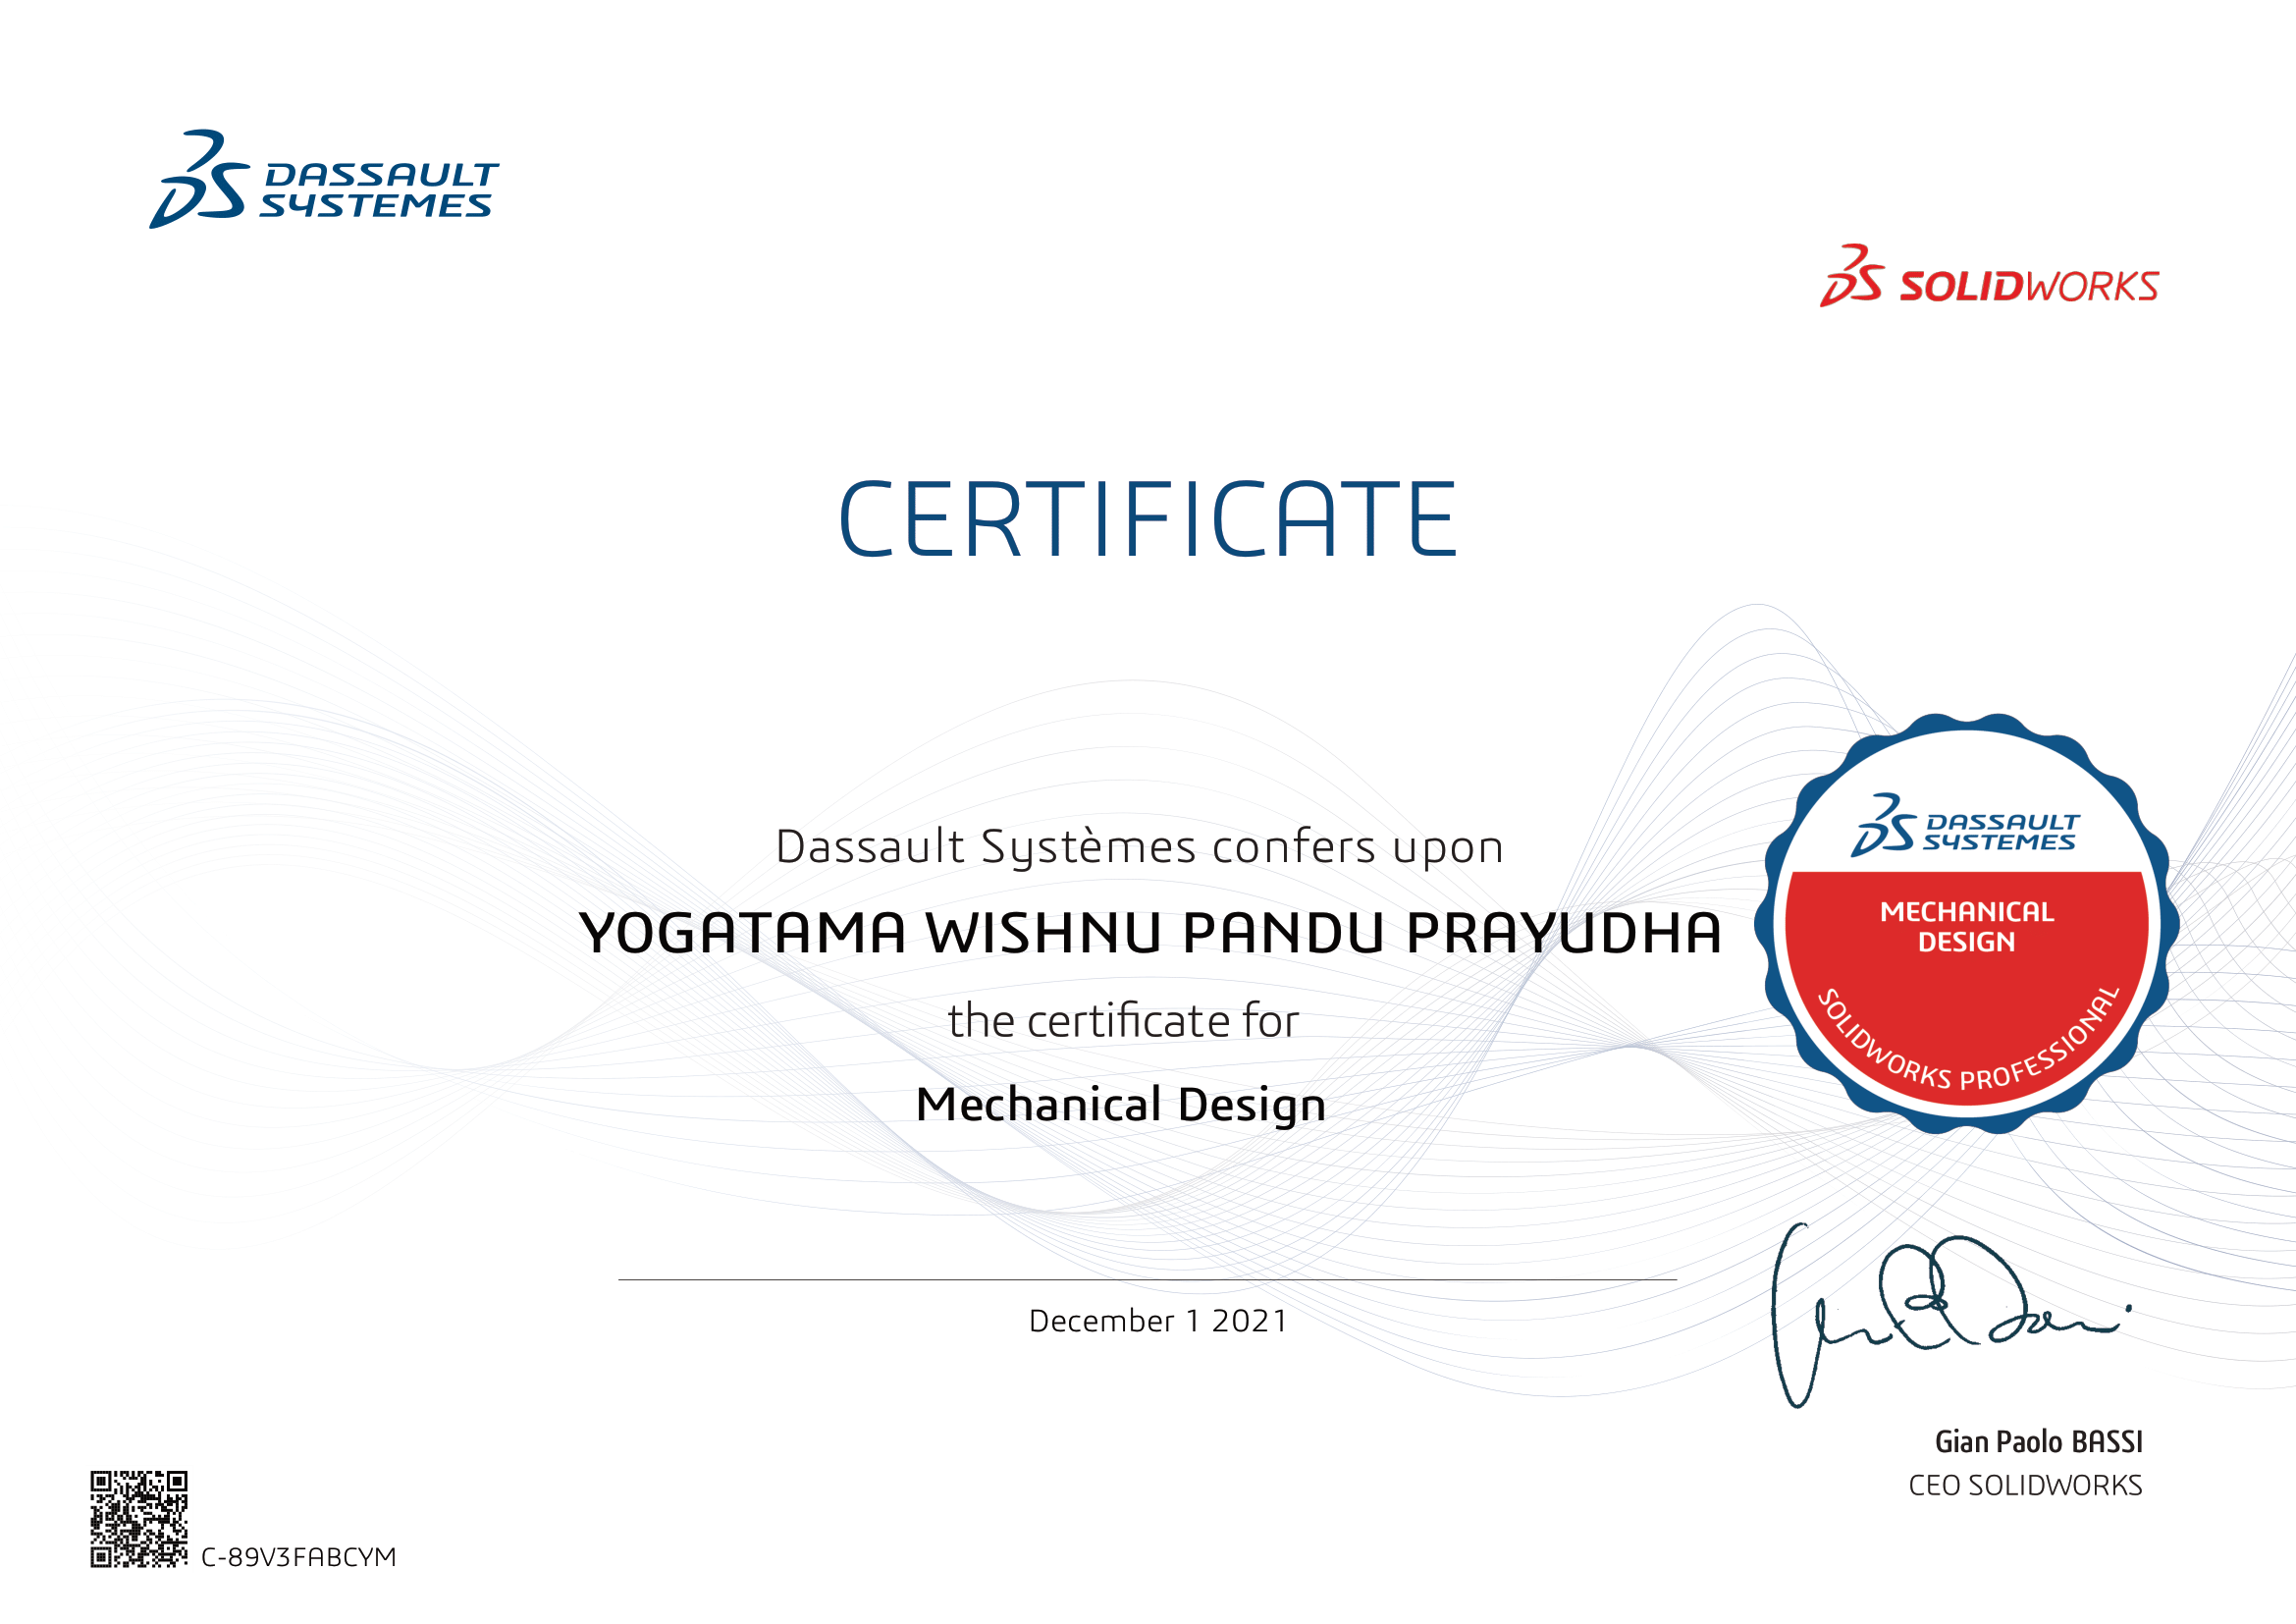 DASSAULT
SYSTEMES
SOLIDWORKS
CERTIFICATE
Dassault Systèmes confers upon
YOGATAMA WISHNU PANDU PRAYUDHA
the certificate for
Mechanical Design
DASSAULT
SYSTEMES
MECHANICAL
DESIGN
SOLIDWORKS PROFESSIONAL
December 1 2021
Gian Paolo BASSI
CEO SOLIDWORKS
C-89V3FABCYM